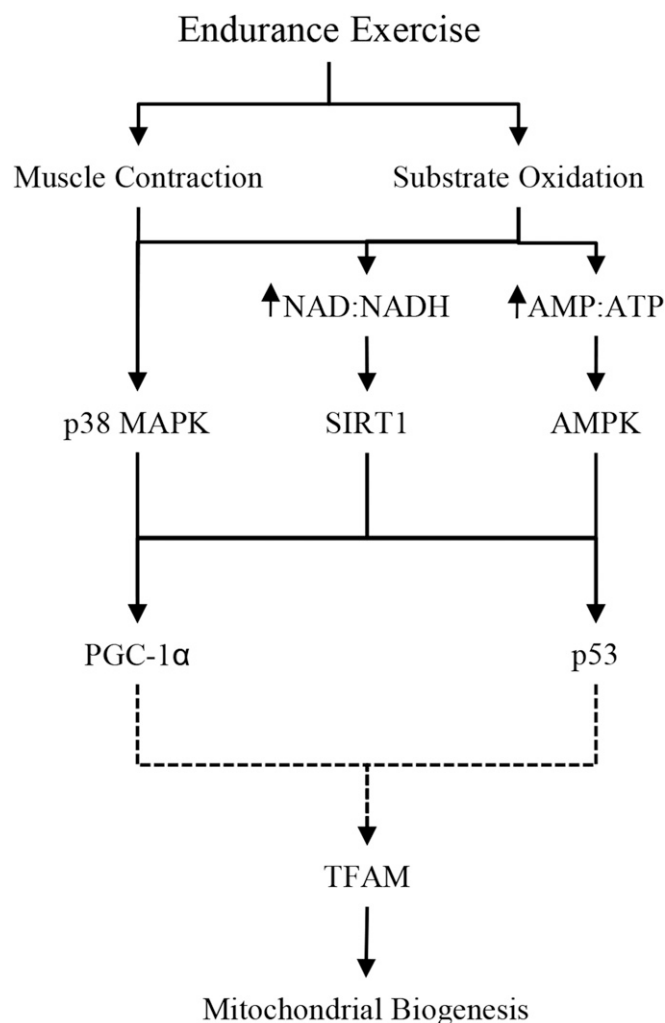 Endurance Exercise
Muscle Contraction
Substrate Oxidation
NAD:NADH
AMP:ATP
p38 MAPK
SIRT1
AMPK
PGC-1α
p53
TFAM
Mitochondrial Biogenesis